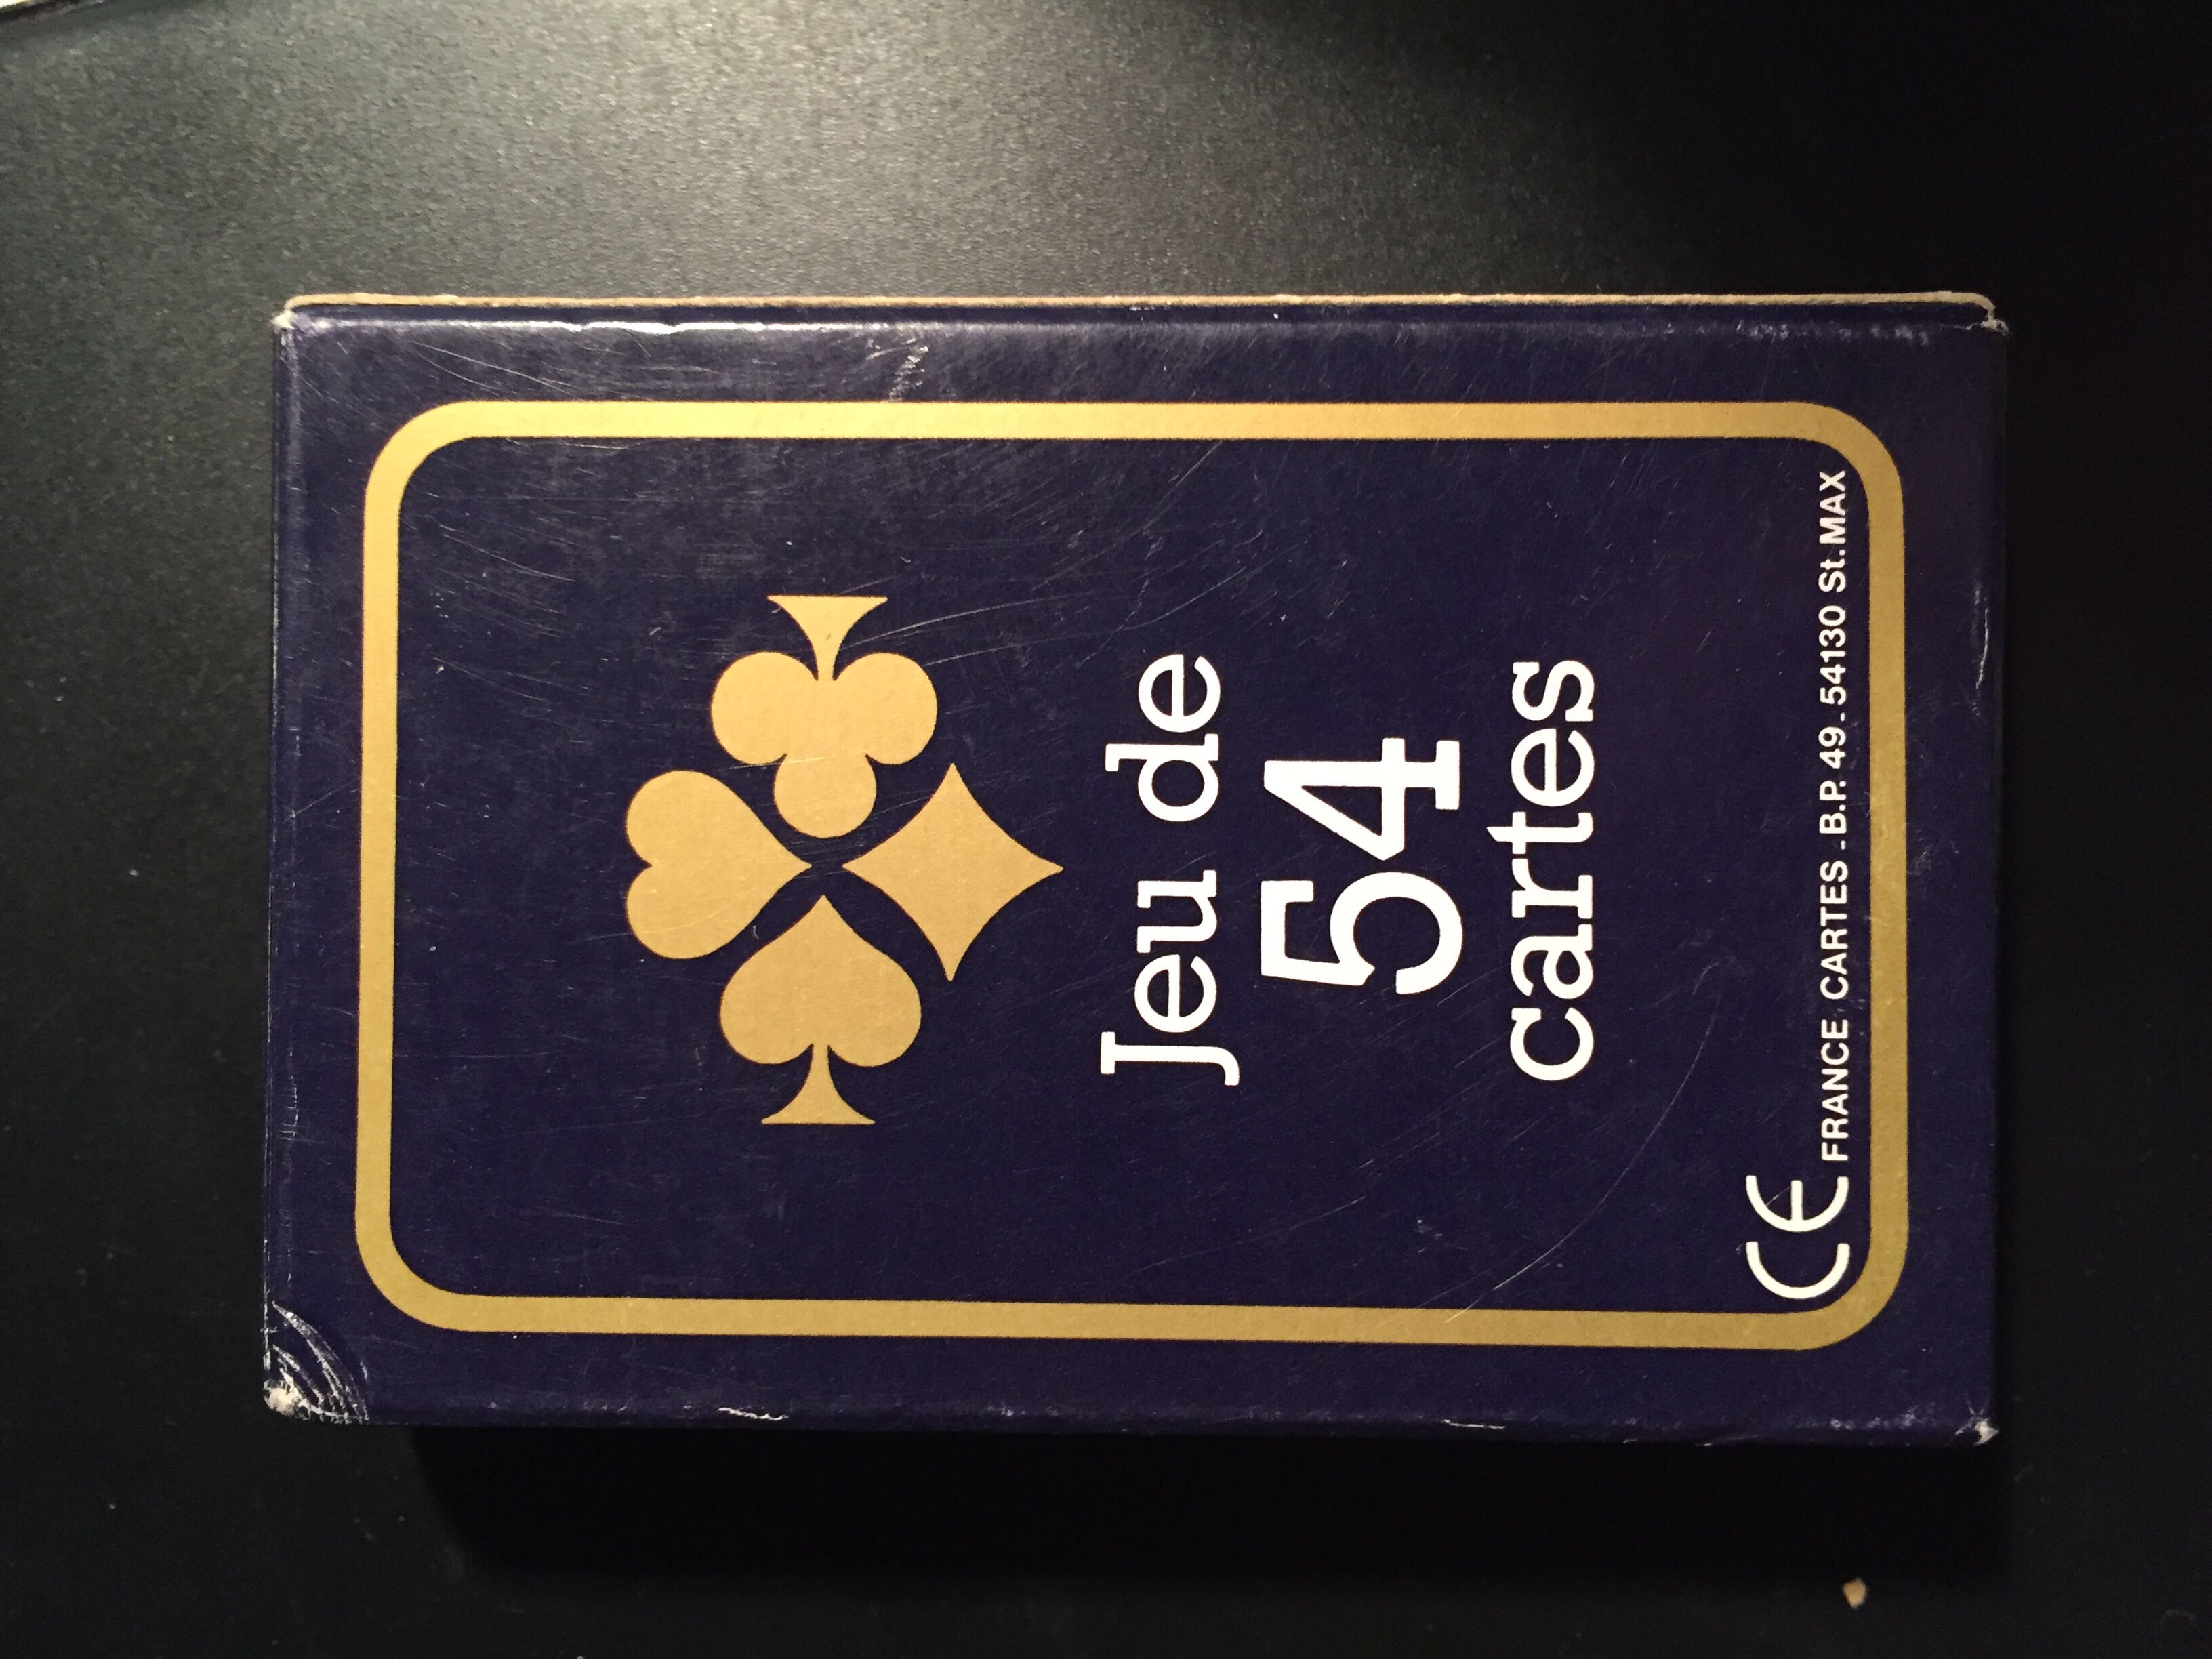 Jeu de
54
cartes
CE FRANCE CARTES - B.P. 49 - 54130 St. MAX